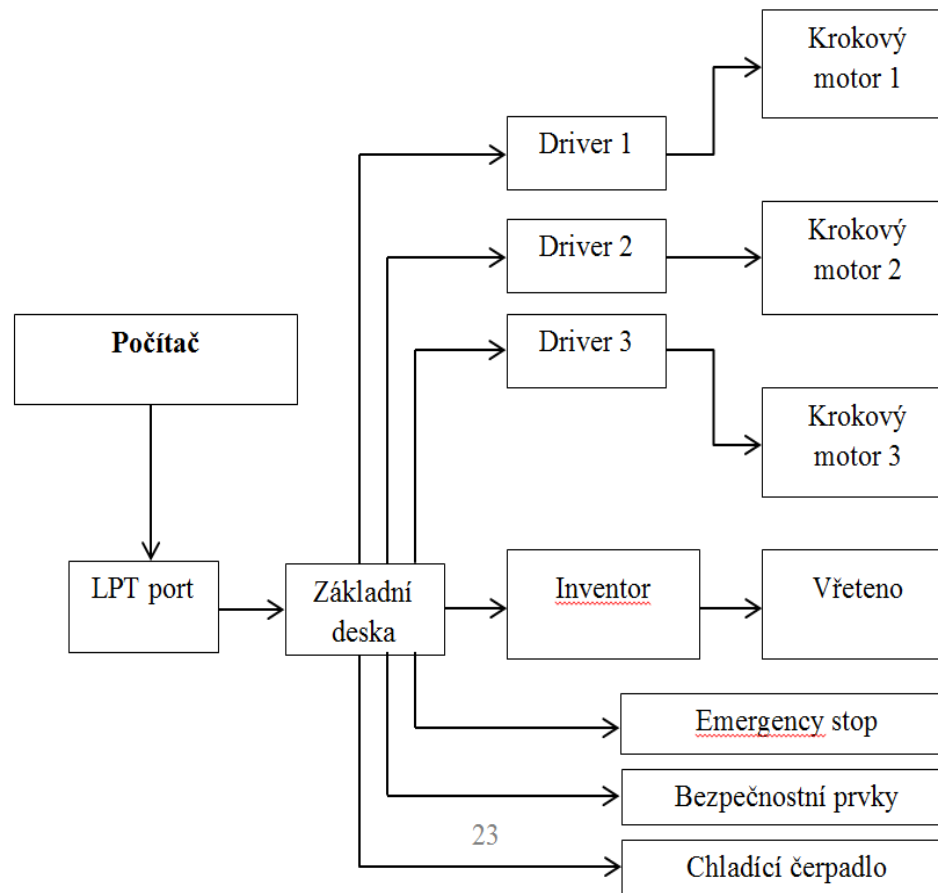 Krokový
motor 1
Driver 1
Driver 2
Krokový
motor 2
Počítač
Driver 3
Krokový
motor 3
LPT port
Základní
deska
Inventor
Vřeteno
Emergency stop
Bezpečnostní prvky
23
Chladící čerpadlo